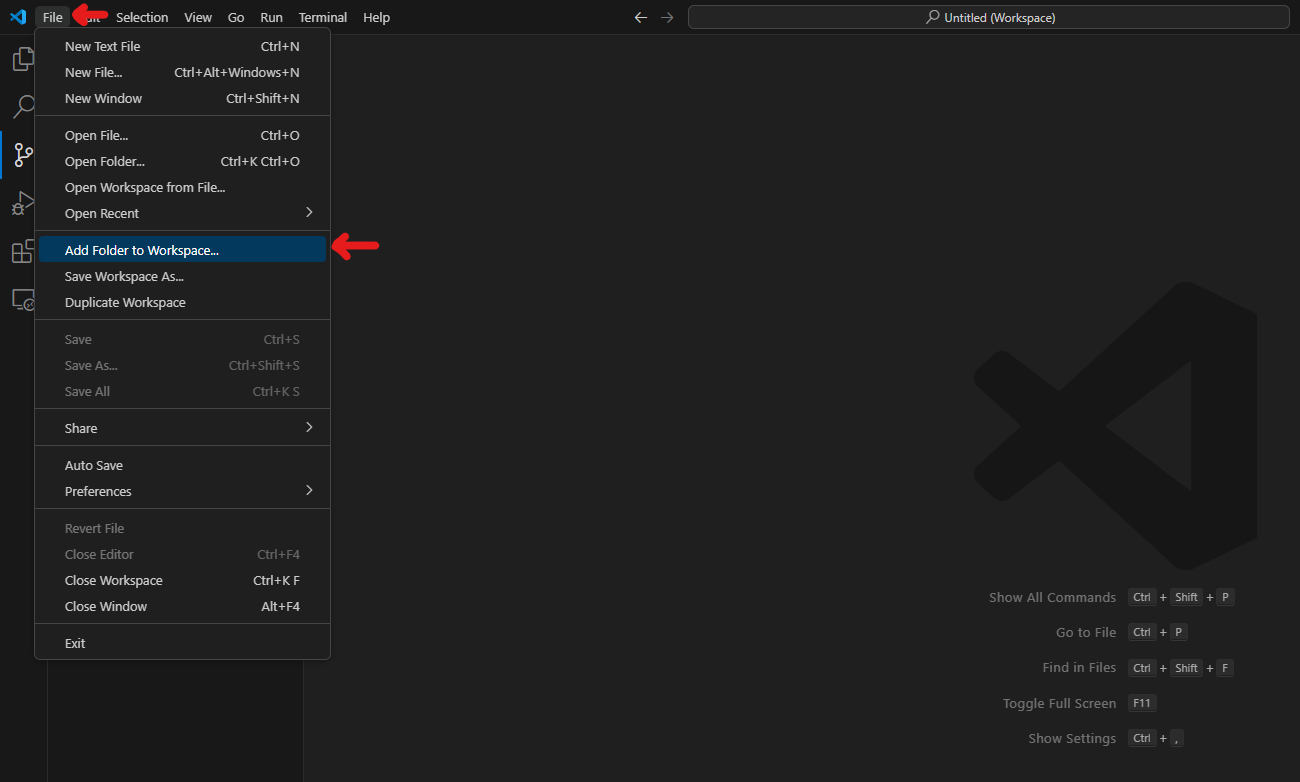 File Edit Selection View Go Run Terminal Help
Untitled (Workspace)
New Text File Ctrl+N
New File... Ctrl+Alt+Windows+N
New Window Ctrl+Shift+N
Open File... Ctrl+O
Open Folder... Ctrl+K Ctrl+O
Open Workspace from File...
Open Recent
Add Folder to Workspace...
Save Workspace As...
Duplicate Workspace
Save Ctrl+S
Save As... Ctrl+Shift+S
Save All Ctrl+K S
Share
Auto Save
Preferences
Revert File
Close Editor Ctrl+F4
Close Workspace Ctrl+K F
Close Window Alt+F4
Exit
Show All Commands Ctrl + Shift + P
Go to File Ctrl + P
Find in Files Ctrl + Shift + F
Toggle Full Screen F11
Show Settings Ctrl + ,